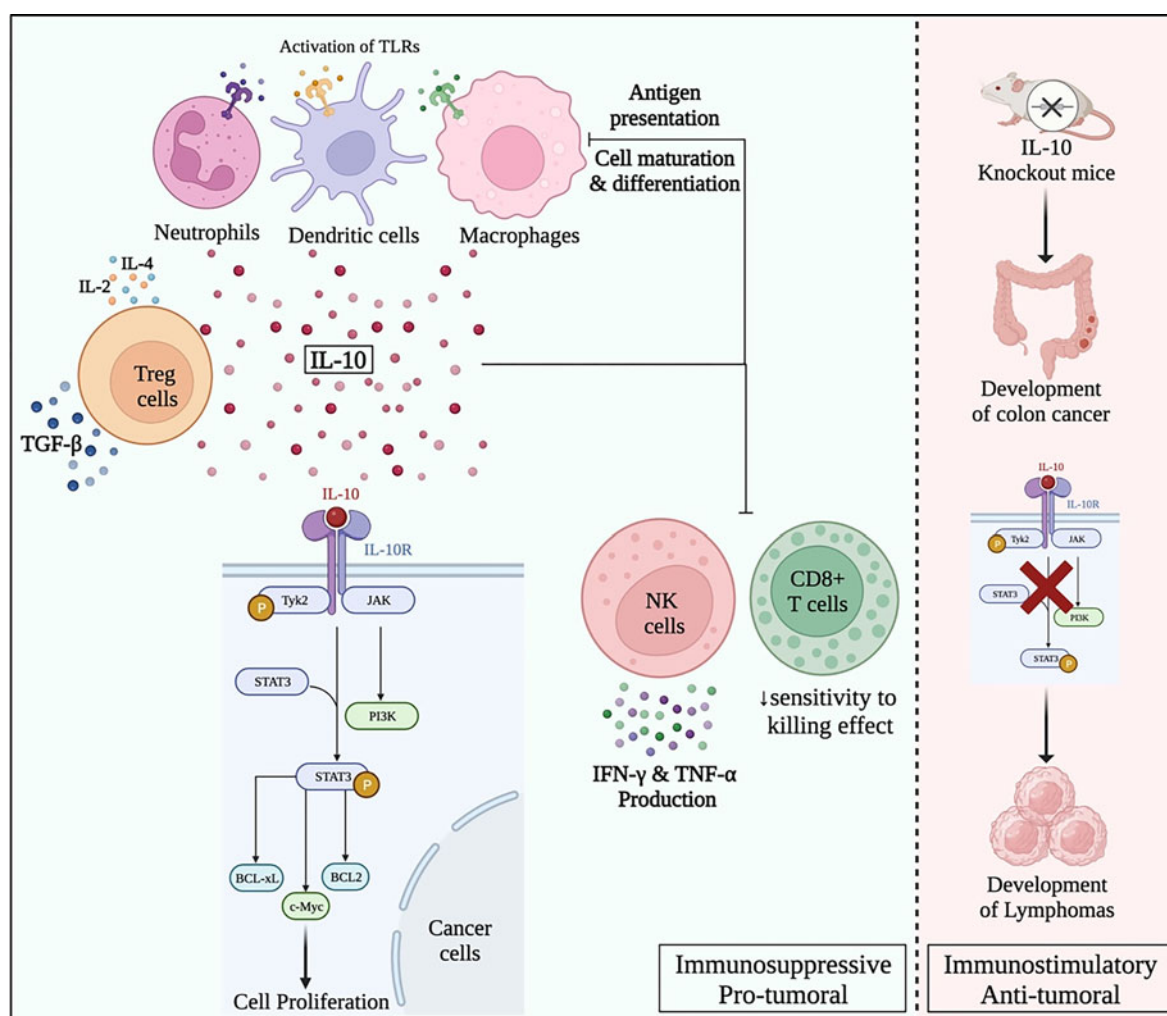 Activation of TLRs
Neutrophils
Dendritic cells
Macrophages
Antigen
presentation
Cell maturation
& differentiation
IL-4
IL-2
Treg
cells
TGF-β
IL-10
IL-10
IL-10R
P
Tyk2
JAK
STAT3
PI3K
STAT3
P
BCL-xL
BCL2
c-Myc
Cell Proliferation
Cancer
cells
NK
cells
CD8+
T cells
IFN-γ & TNF-α
Production
↓sensitivity to
killing effect
Immunosuppressive
Pro-tumoral
IL-10
Knockout mice
Development
of colon cancer
IL-10
IL-10R
P
Tyk2
JAK
STAT3
PI3K
STAT3
P
Development
of Lymphomas
Immunostimulatory
Anti-tumoral